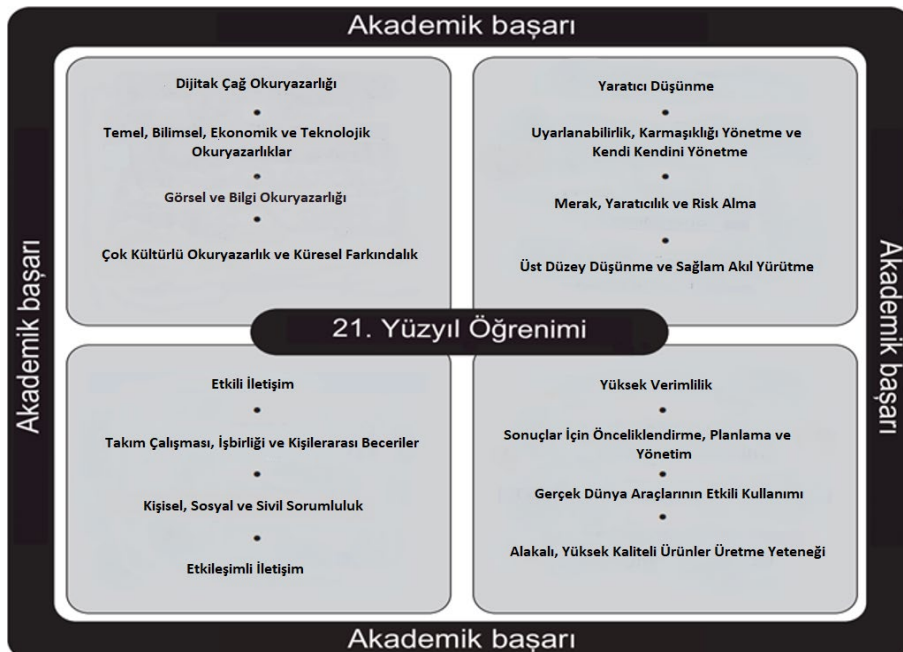 Akademik başarı
Akademik başarı
Dijitak Çağ Okuryazarlığı
Temel, Bilimsel, Ekonomik ve Teknolojik
Okuryazarlıklar
Görsel ve Bilgi Okuryazarlığı
Çok Kültürlü Okuryazarlık ve Küresel Farkındalık
Yaratıcı Düşünme
Uyarlanabilirlik, Karmaşıklığı Yönetme ve
Kendi Kendini Yönetme
Merak, Yaratıcılık ve Risk Alma
Üst Düzey Düşünme ve Sağlam Akıl Yürütme
Akademik başarı
21. Yüzyıl Öğrenimi
Etkili İletişim
Takım Çalışması, İşbirliği ve Kişilerarası Beceriler
Kişisel, Sosyal ve Sivil Sorumluluk
Etkileşimli İletişim
Yüksek Verimlilik
Sonuçlar İçin Önceliklendirme, Planlama ve
Yönetim
Gerçek Dünya Araçlarının Etkili Kullanımı
Alakalı, Yüksek Kaliteli Ürünler Üretme Yeteneği
Akademik başarı